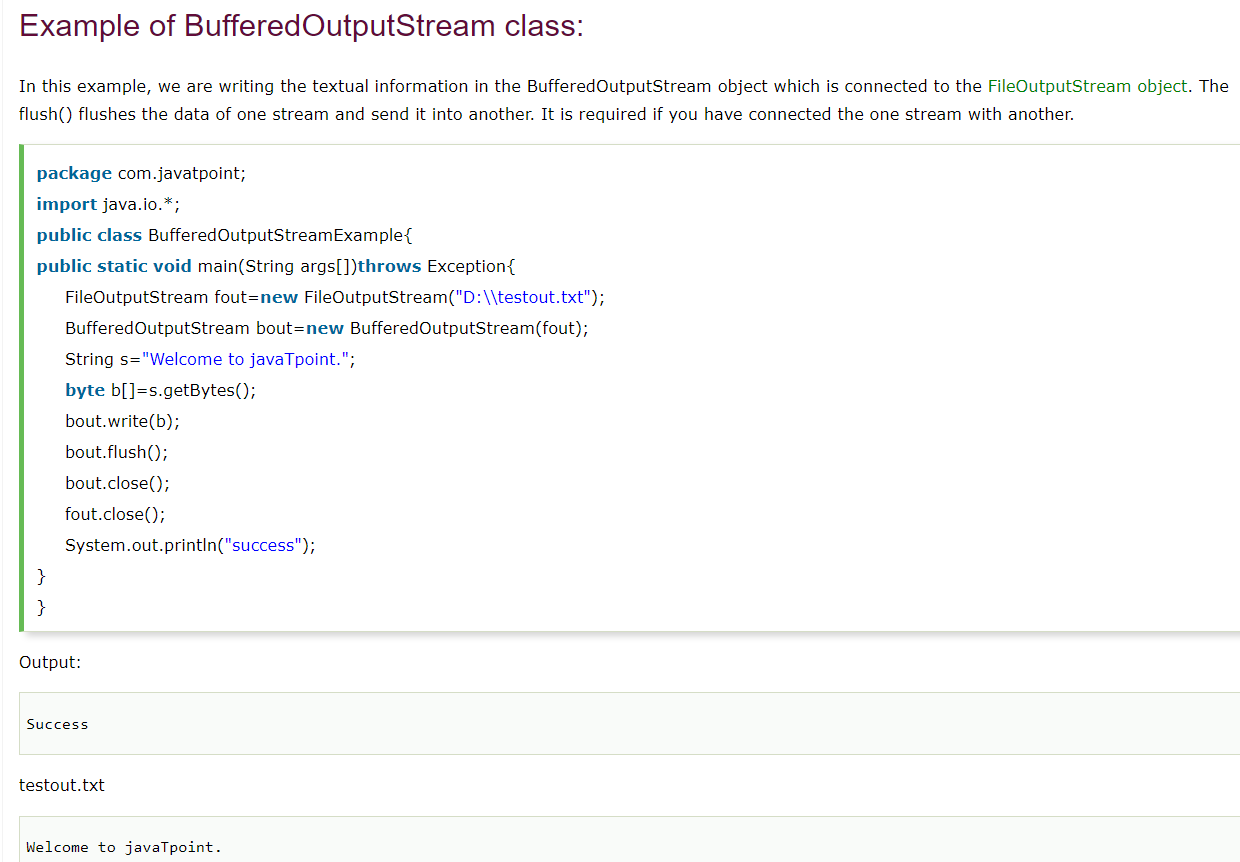 Example of BufferedOutputStream class:
In this example, we are writing the textual information in the BufferedOutputStream object which is connected to the FileOutputStream object. The
flush() flushes the data of one stream and send it into another. It is required if you have connected the one stream with another.
package com.javatpoint;
import java.io.*;
public class BufferedOutputStreamExample{
public static void main(String args[])throws Exception{
FileOutputStream fout=new FileOutputStream("D:\\testout.txt");
BufferedOutputStream bout=new BufferedOutputStream(fout);
String s="Welcome to javaTpoint.";
byte b[]=s.getBytes();
bout.write(b);
bout.flush();
bout.close();
fout.close();
System.out.println("success");
}
}
Output:
Success
testout.txt
Welcome to javaTpoint.